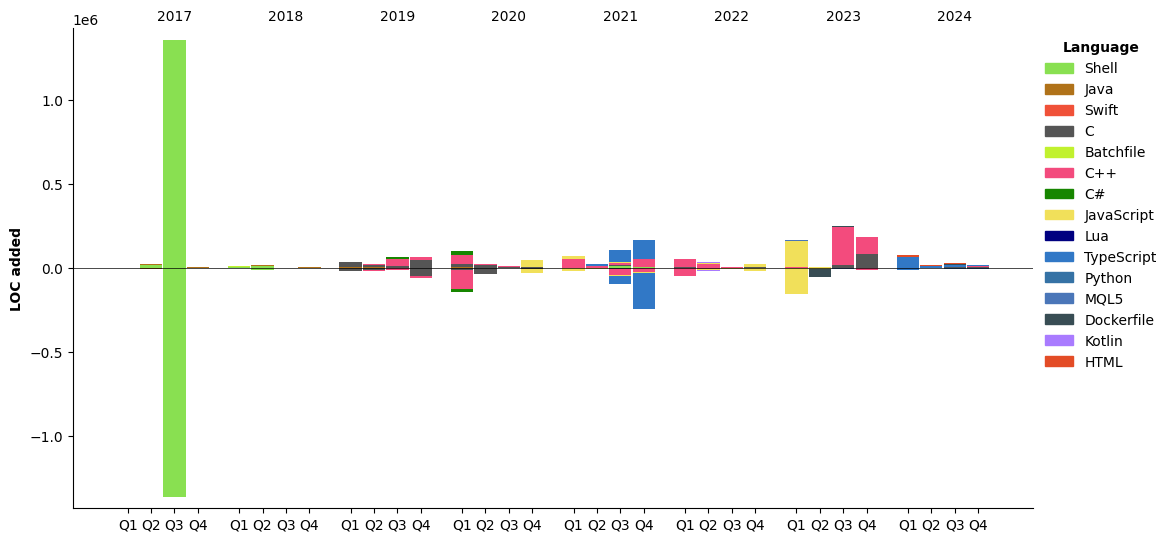 2017 2018 2019 2020 2021 2022 2023 2024
1e6
1.0
0.5
0.0
−0.5
−1.0
LOC added
Q1 Q2 Q3 Q4 Q1 Q2 Q3 Q4 Q1 Q2 Q3 Q4 Q1 Q2 Q3 Q4 Q1 Q2 Q3 Q4 Q1 Q2 Q3 Q4 Q1 Q2 Q3 Q4 Q1 Q2 Q3 Q4
Language
Shell
Java
Swift
C
Batchfile
C++
C#
JavaScript
Lua
TypeScript
Python
MQL5
Dockerfile
Kotlin
HTML